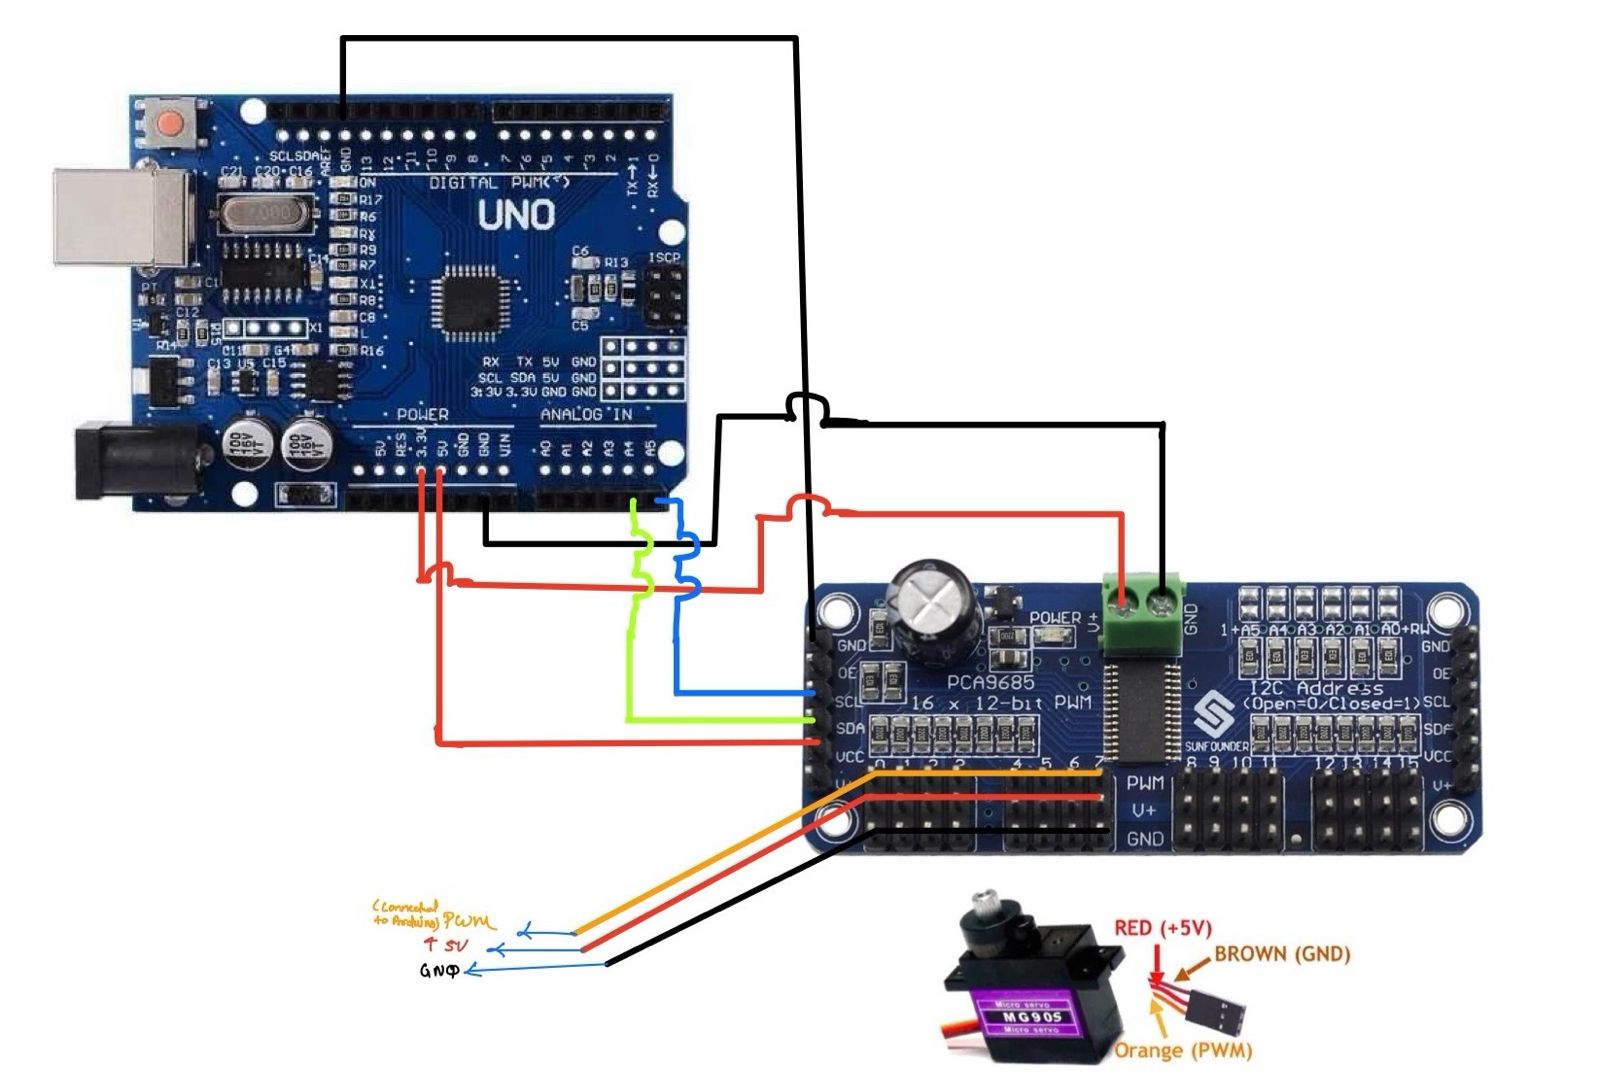 SCL SDA AREF GND 13 12 ~11 ~10 ~9 8 7 ~6 ~5 4 ~3 2 TX→1 RX←0
DIGITAL PWM(~)
UNO
C21 C20 C16
ON
R17
R6
RX
R9
R7
X1
R8
C8
L
R16
C14
C1
PT
C12
R14
X1
C11
G4
C13 U5 C15
C6
R13
C5
ISCP
RX TX 5V GND
SCL SDA 5V GND
3.3V 3.3V GND GND
POWER
ANALOG IN
5V RES 3.3V 5V GND GND VIN A0 A1 A2 A3 A4 A5
100 16V VT
100 16V VT
POWER
V+
GND
1+A5 A4 A3 A2 A1 A0+RW
GND
OE
SCL
SDA
VCC
V+
PCA9685
16 x 12-bit PWM
I2C Address
(Open=0/Closed=1)
SUNFOUNDER
GND
OE
SCL
SDA
VCC
V+
0 1 2 3 4 5 6 7 8 9 10 11 12 13 14 15
PWM
V+
GND
(Connected
to Arduino) PWM
↑ 5V
GND
RED (+5V)
BROWN (GND)
Orange (PWM)
Micro servo
MG90S
Micro servo